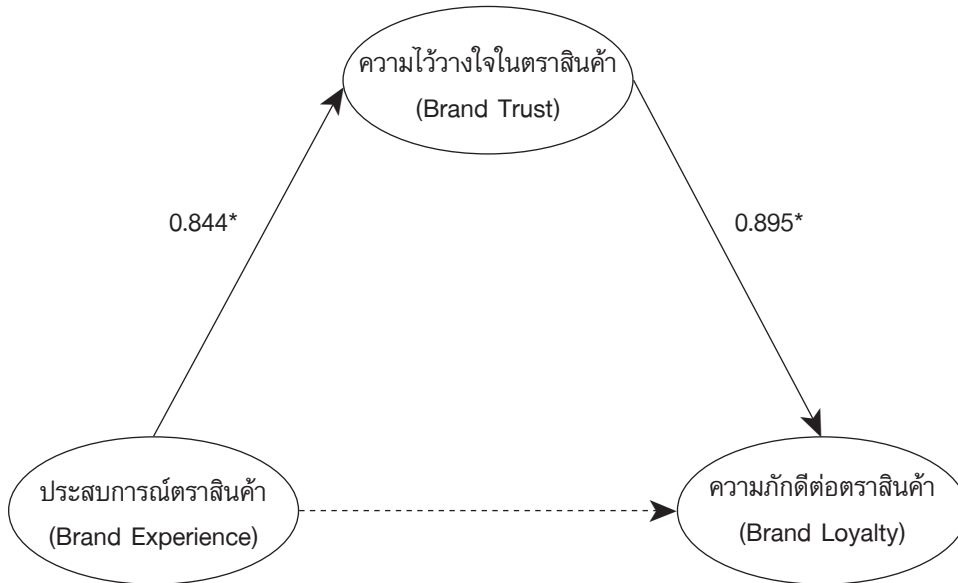 ความไว้วางใจในตราสินค้า
(Brand Trust)
0.844*
0.895*
ประสบการณ์ตราสินค้า
(Brand Experience)
ความภักดีต่อตราสินค้า
(Brand Loyalty)